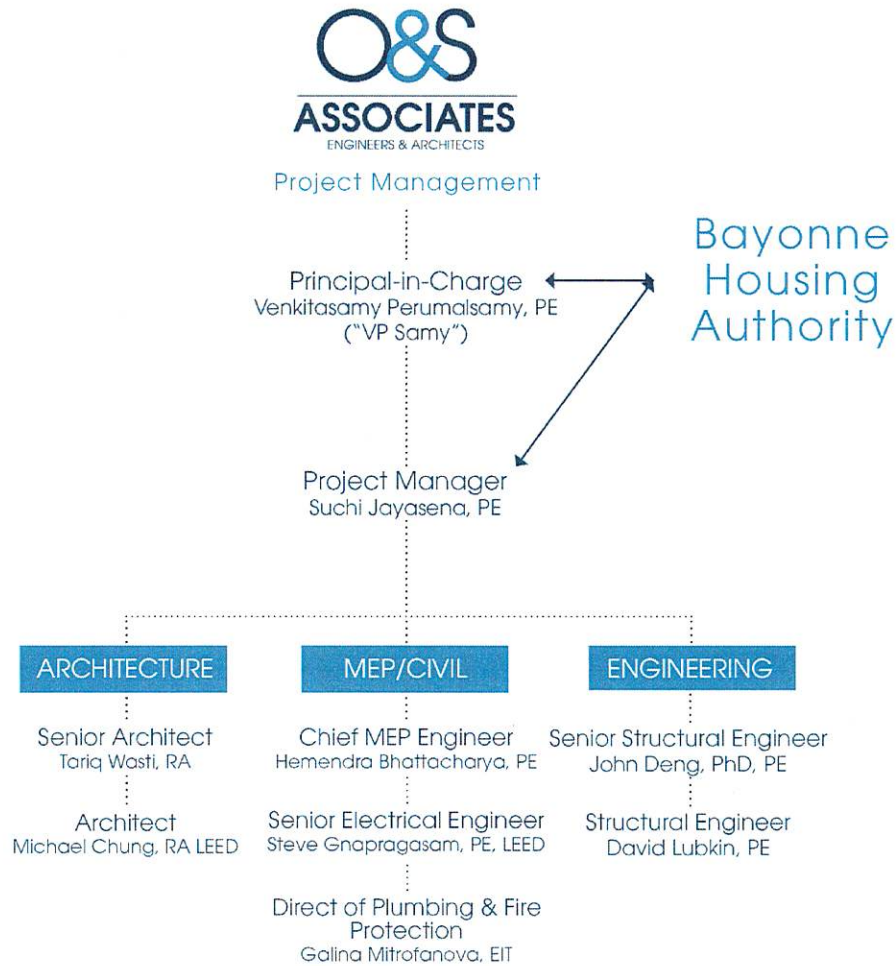 O&S
ASSOCIATES
ENGINEERS & ARCHITECTS
Project Management
Bayonne
Housing
Authority
Principal-in-Charge
Venkitasamy Perumalsamy, PE
("VP Samy")
Project Manager
Suchi Jayasena, PE
ARCHITECTURE
Senior Architect
Tariq Wasti, RA
Architect
Michael Chung, RA LEED
MEP/CIVIL
Chief MEP Engineer
Hemendra Bhattacharya, PE
Senior Electrical Engineer
Steve Gnapragasam, PE, LEED
Direct of Plumbing & Fire
Protection
Galina Mitrofanova, EIT
ENGINEERING
Senior Structural Engineer
John Deng, PhD, PE
Structural Engineer
David Lubkin, PE